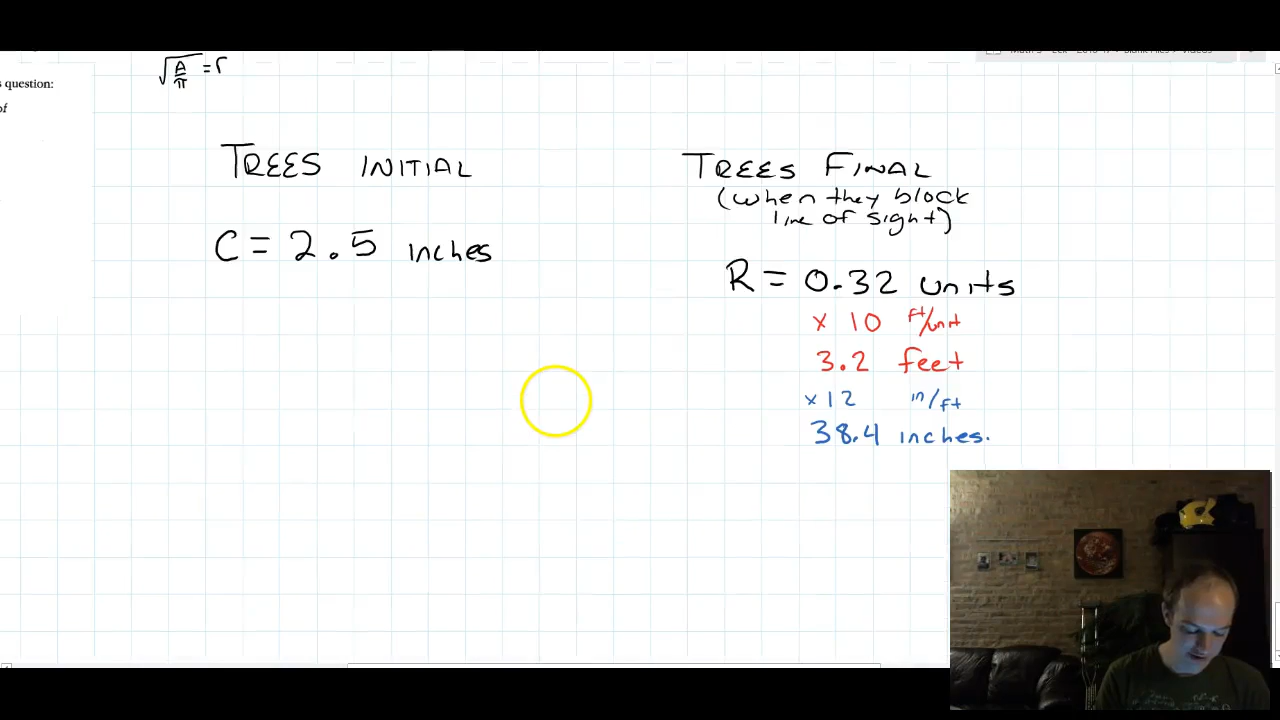 s question:
of
√A/π = r
TREES INITIAL
C = 2.5 inches
TREES FINAL
(when they block
line of sight)
R = 0.32 units
x 10 ft/unit
3.2 feet
x 12 in/ft
38.4 inches.